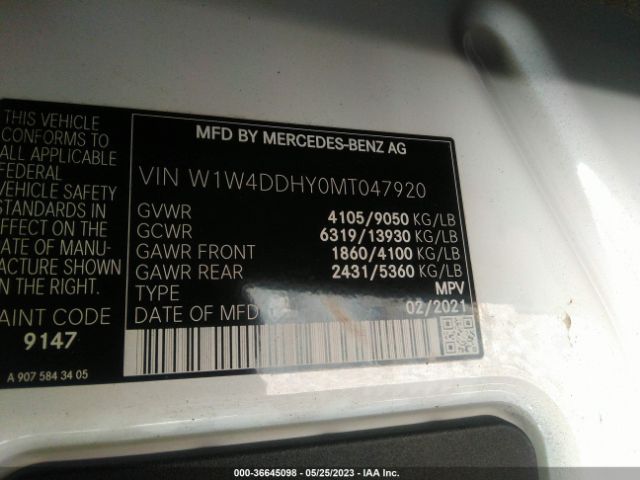 THIS VEHICLE
CONFORMS TO
ALL APPLICABLE
FEDERAL
VEHICLE SAFETY
STANDARDS IN
EFFECT ON THE
DATE OF MANU-
FACTURE SHOWN
IN THE RIGHT.
PAINT CODE
9147
A 907 584 34 05
MFD BY MERCEDES-BENZ AG
VIN W1W4DDHY0MT047920
GVWR 4105/9050 KG/LB
GCWR 6319/13930 KG/LB
GAWR FRONT 1860/4100 KG/LB
GAWR REAR 2431/5360 KG/LB
TYPE MPV
DATE OF MFD 02/2021
000-36645098 - 05/25/2023 - IAA Inc.